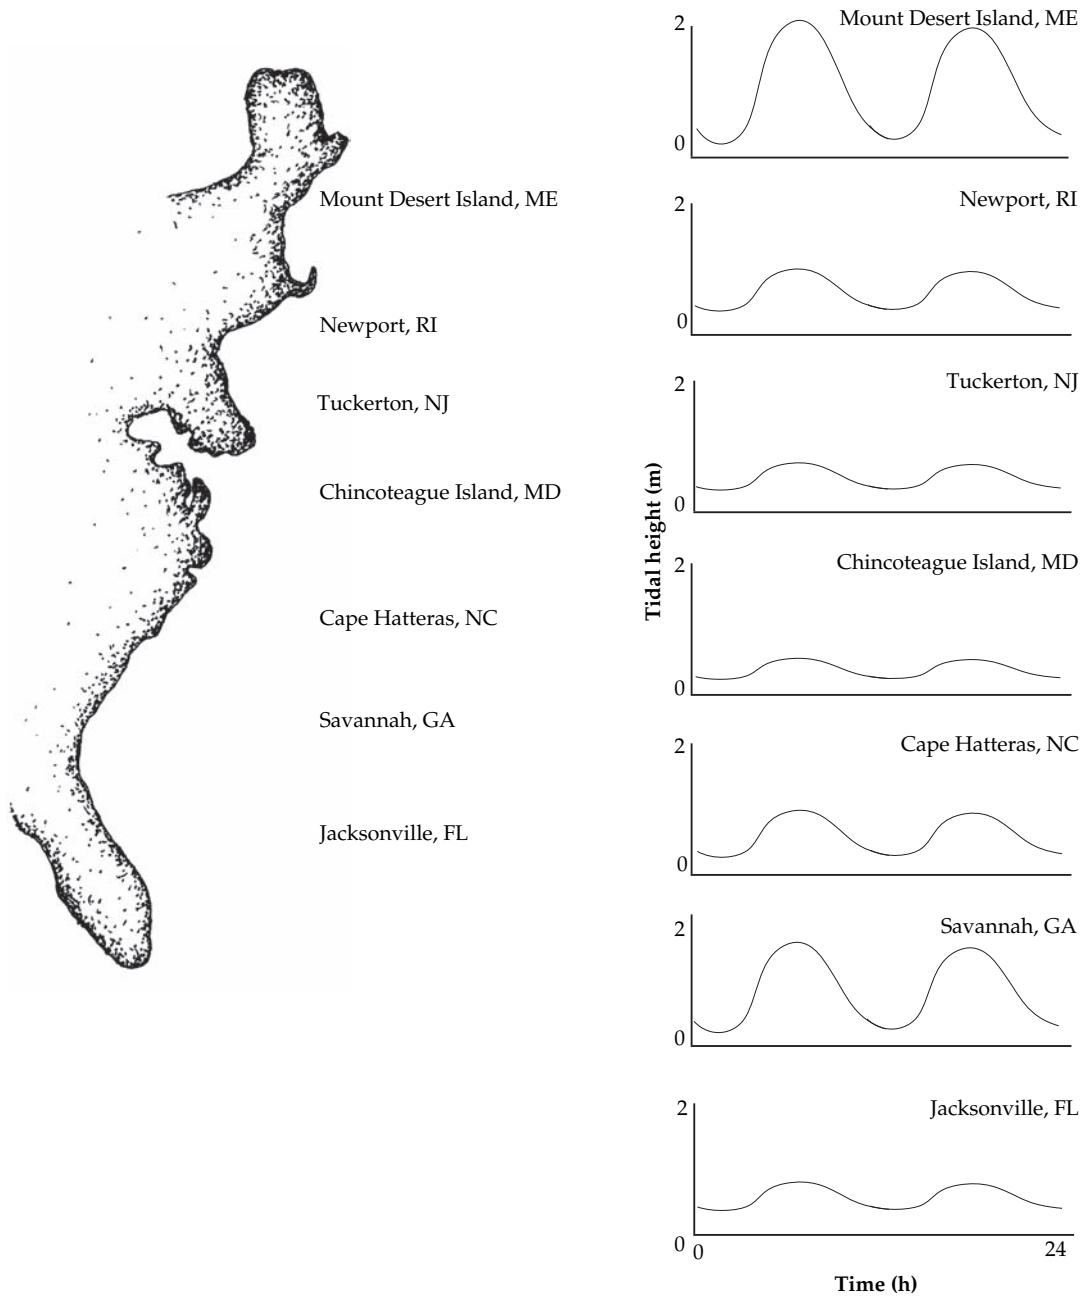 Mount Desert Island, ME
Newport, RI
Tuckerton, NJ
Chincoteague Island, MD
Cape Hatteras, NC
Savannah, GA
Jacksonville, FL
Tidal height (m)
Mount Desert Island, ME
2
0
Newport, RI
2
0
Tuckerton, NJ
2
0
Chincoteague Island, MD
2
0
Cape Hatteras, NC
2
0
Savannah, GA
2
0
Jacksonville, FL
2
0
0 24
Time (h)